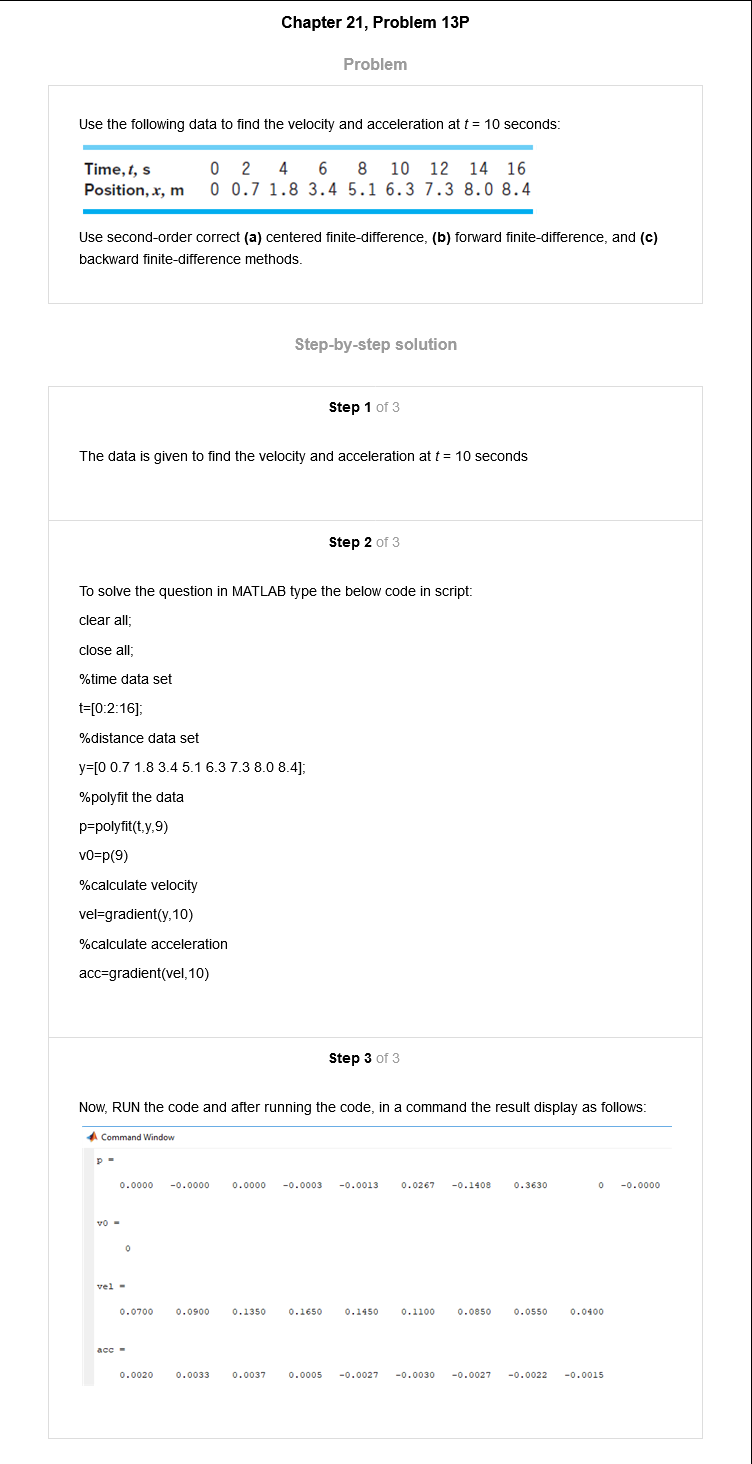 Chapter 21, Problem 13P
Problem
Use the following data to find the velocity and acceleration at t = 10 seconds:
Time, t, s 0 2 4 6 8 10 12 14 16
Position, x, m 0 0.7 1.8 3.4 5.1 6.3 7.3 8.0 8.4
Use second-order correct (a) centered finite-difference, (b) forward finite-difference, and (c)
backward finite-difference methods.
Step-by-step solution
Step 1 of 3
The data is given to find the velocity and acceleration at t = 10 seconds
Step 2 of 3
To solve the question in MATLAB type the below code in script:
clear all;
close all;
%time data set
t=[0:2:16];
%distance data set
y=[0 0.7 1.8 3.4 5.1 6.3 7.3 8.0 8.4];
%polyfit the data
p=polyfit(t,y,9)
v0=p(9)
%calculate velocity
vel=gradient(y,10)
%calculate acceleration
acc=gradient(vel,10)
Step 3 of 3
Now, RUN the code and after running the code, in a command the result display as follows:
Command Window
p =
0.0000 -0.0000 0.0000 -0.0003 -0.0013 0.0267 -0.1408 0.3630 0 -0.0000
v0 =
0
vel =
0.0700 0.0900 0.1350 0.1650 0.1450 0.1100 0.0850 0.0550 0.0400
acc =
0.0020 0.0033 0.0037 0.0005 -0.0027 -0.0030 -0.0027 -0.0022 -0.0015